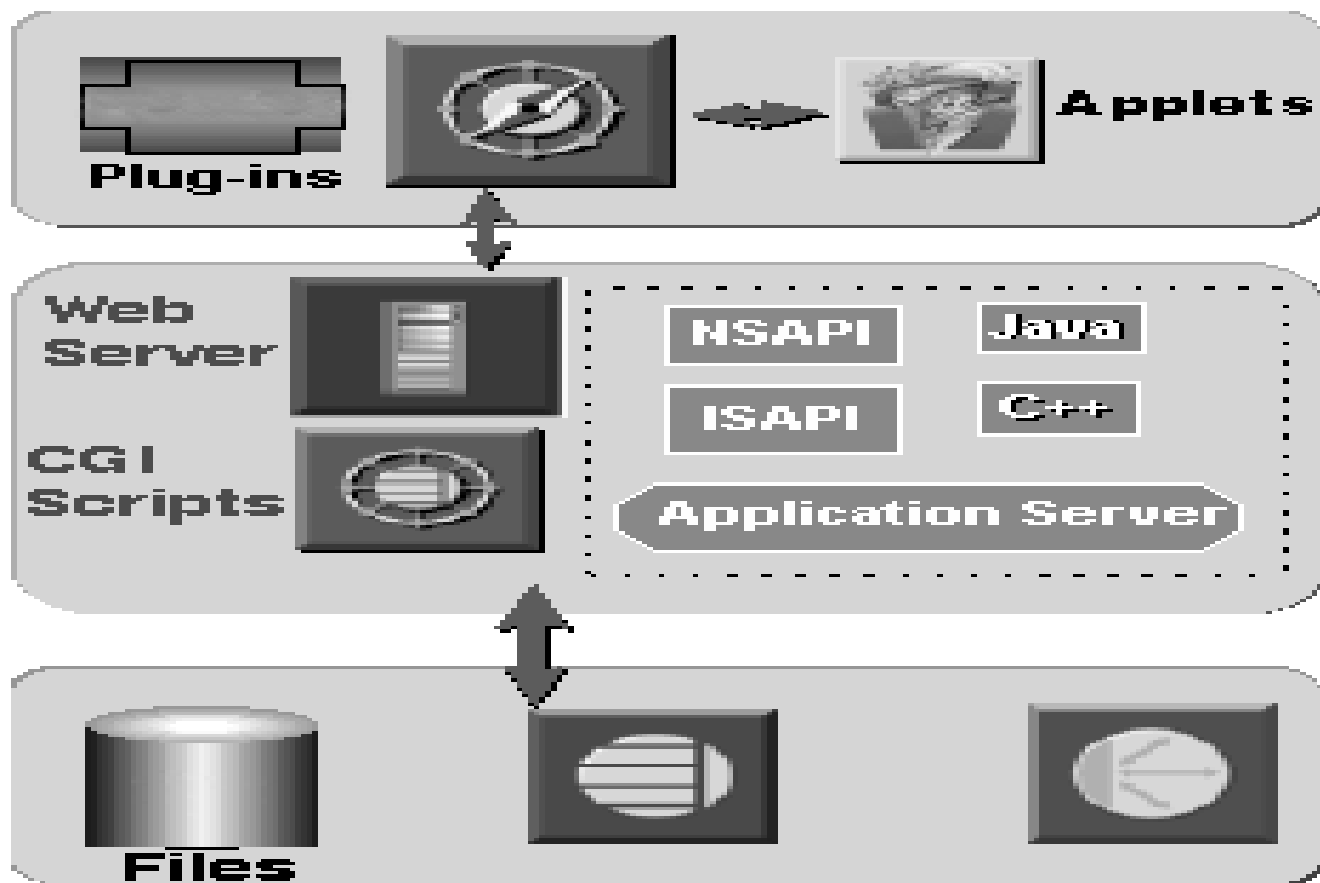 Applets
Plug-ins
Web
Server
NSAPI
Java
ISAPI
C++
CGI
Scripts
Application Server
Files